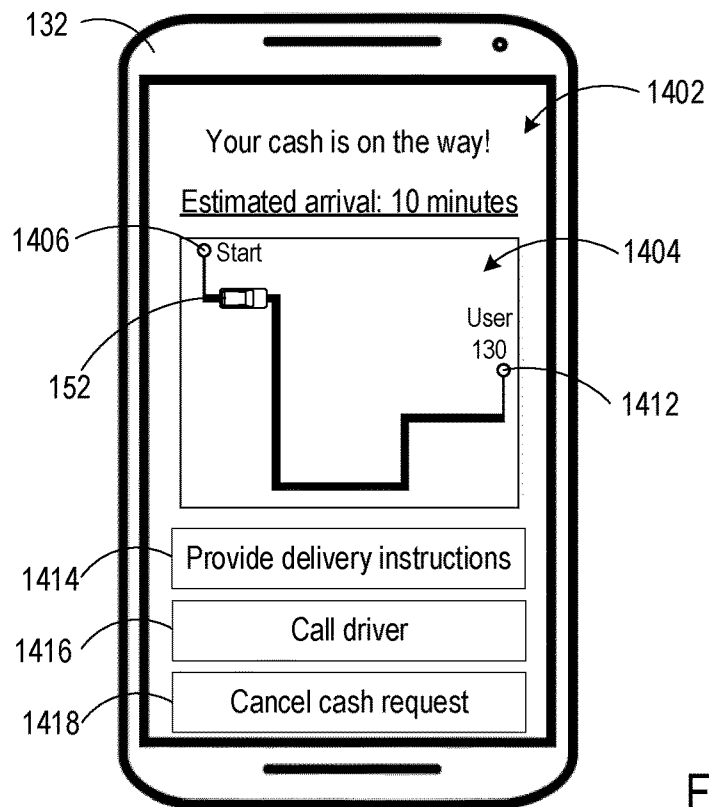 132
1402
Your cash is on the way!
Estimated arrival: 10 minutes
1406
Start
1404
User
130
152
1412
Provide delivery instructions
1414
Call driver
1416
Cancel cash request
1418
F